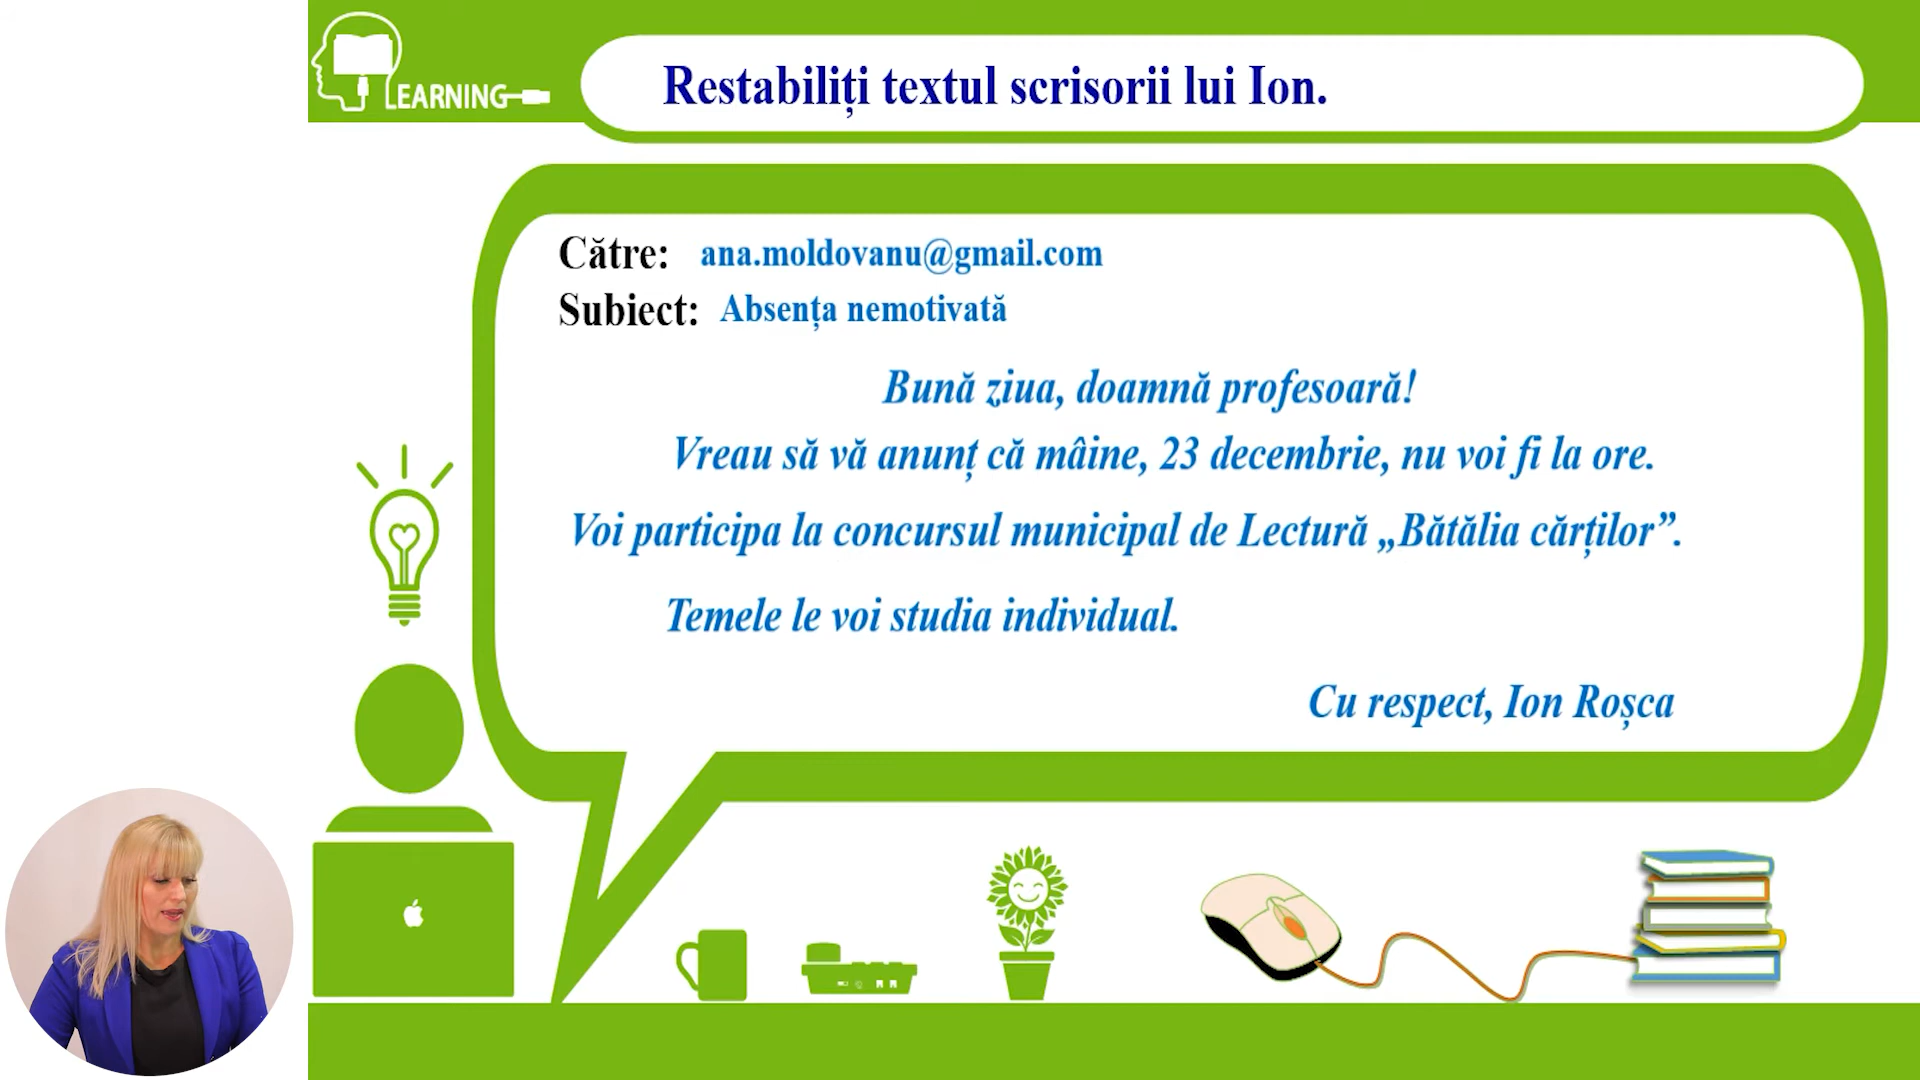 LEARNING
Restabiliți textul scrisorii lui Ion.
Către: ana.moldovanu@gmail.com
Subiect: Absența nemotivată
Bună ziua, doamnă profesoară!
Vreau să vă anunț că mâine, 23 decembrie, nu voi fi la ore.
Voi participa la concursul municipal de Lectură „Bătălia cărților”.
Temele le voi studia individual.
Cu respect, Ion Roșca